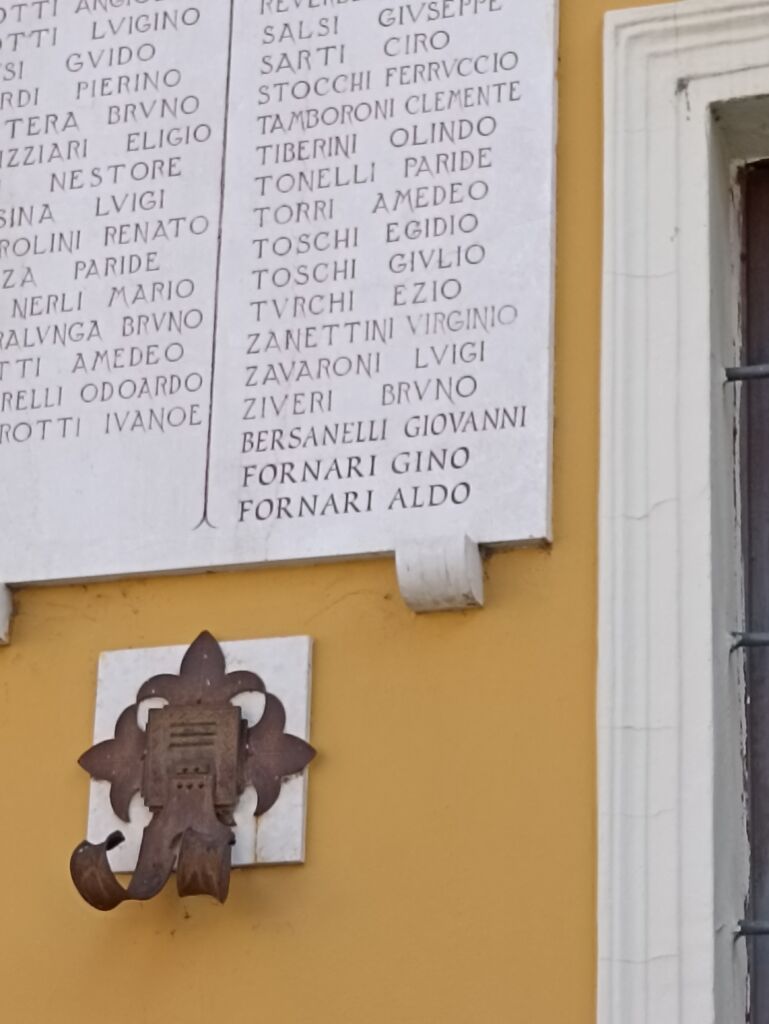 LVIGINO
GVIDO
PIERINO
BRVNO
ELIGIO
NESTORE
LVIGI
RENATO
PARIDE
NERLI MARIO
BRVNO
AMEDEO
ODOARDO
IVANOE
SALSI GIVSEPPE
SARTI CIRO
STOCCHI FERRVCCIO
TAMBORONI CLEMENTE
TIBERINI OLINDO
TONELLI PARIDE
TORRI AMEDEO
TOSCHI EGIDIO
TOSCHI GIVLIO
TVRCHI EZIO
ZANETTINI VIRGINIO
ZAVARONI LVIGI
ZIVERI BRVNO
BERSANELLI GIOVANNI
FORNARI GINO
FORNARI ALDO